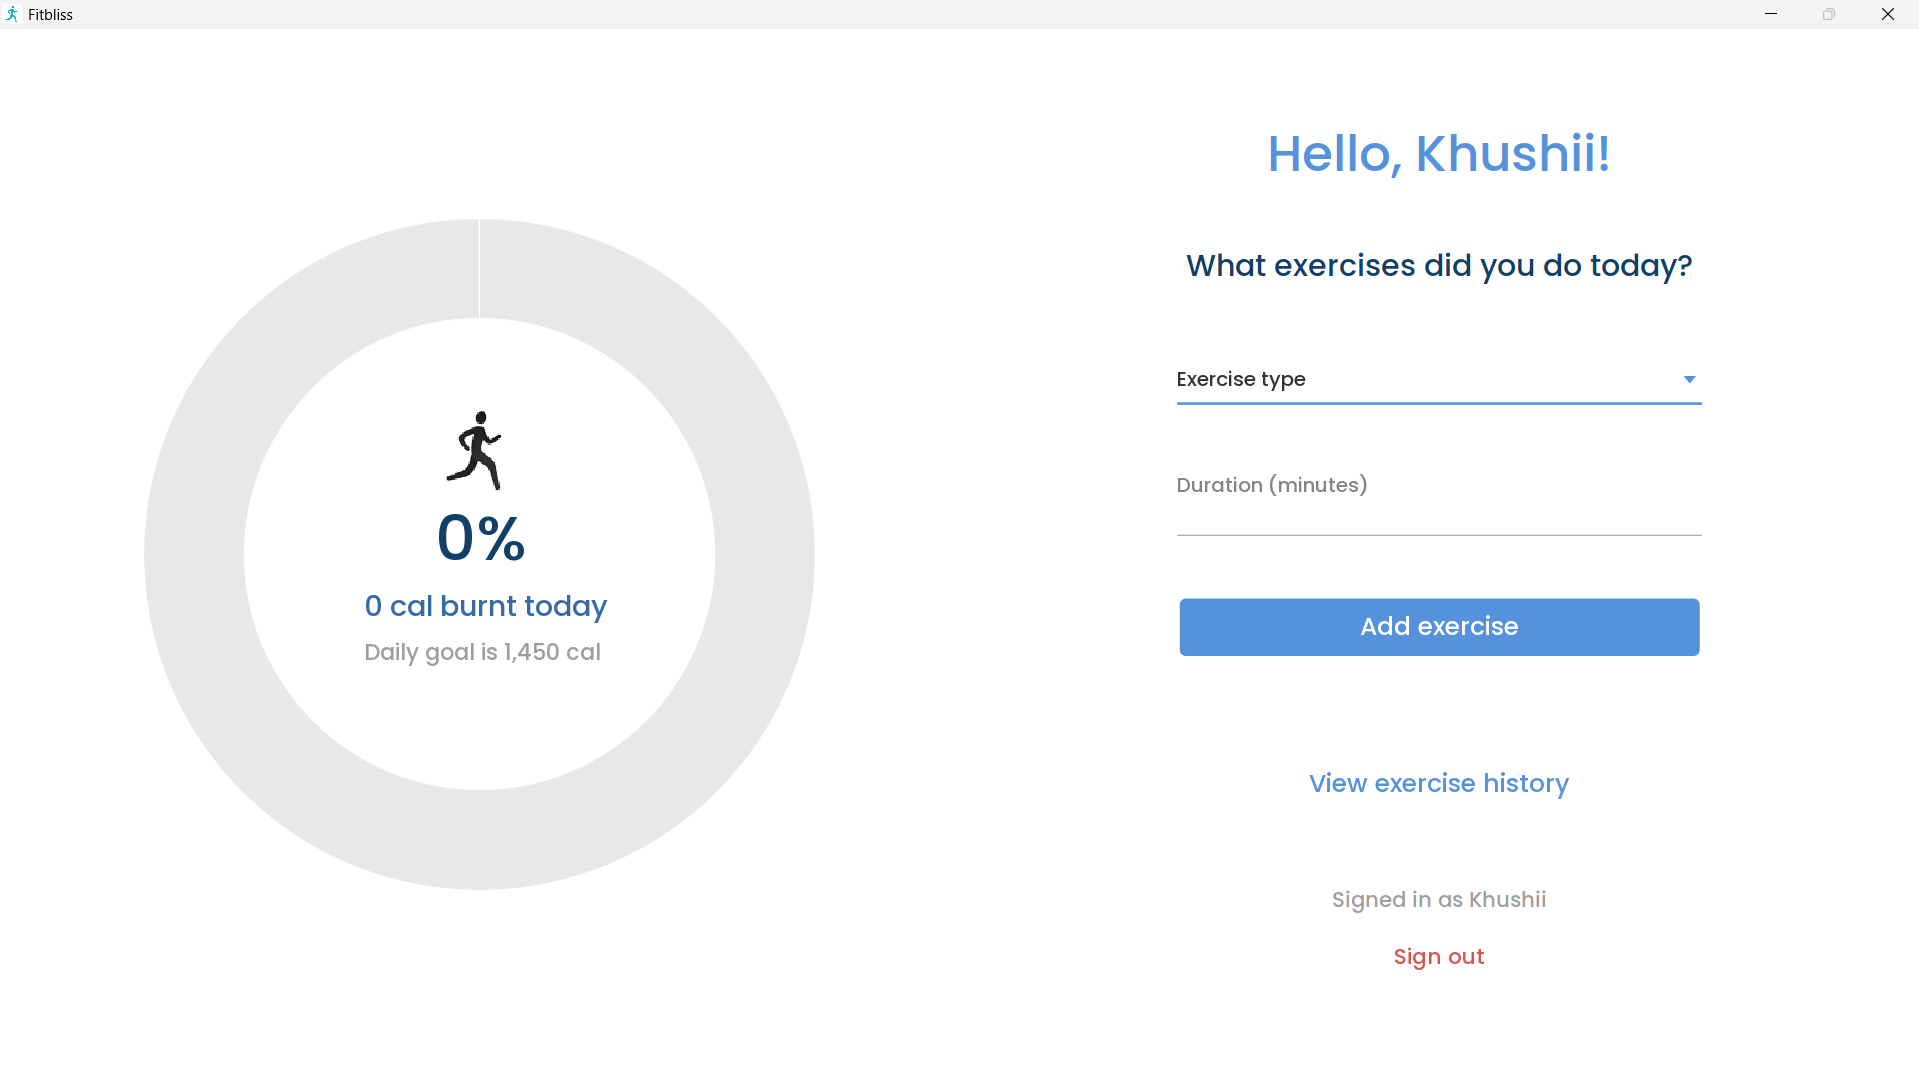 Fitbliss
Hello, Khushii!
What exercises did you do today?
Exercise type
Duration (minutes)
Add exercise
View exercise history
Signed in as Khushii
Sign out
0%
0 cal burnt today
Daily goal is 1,450 cal